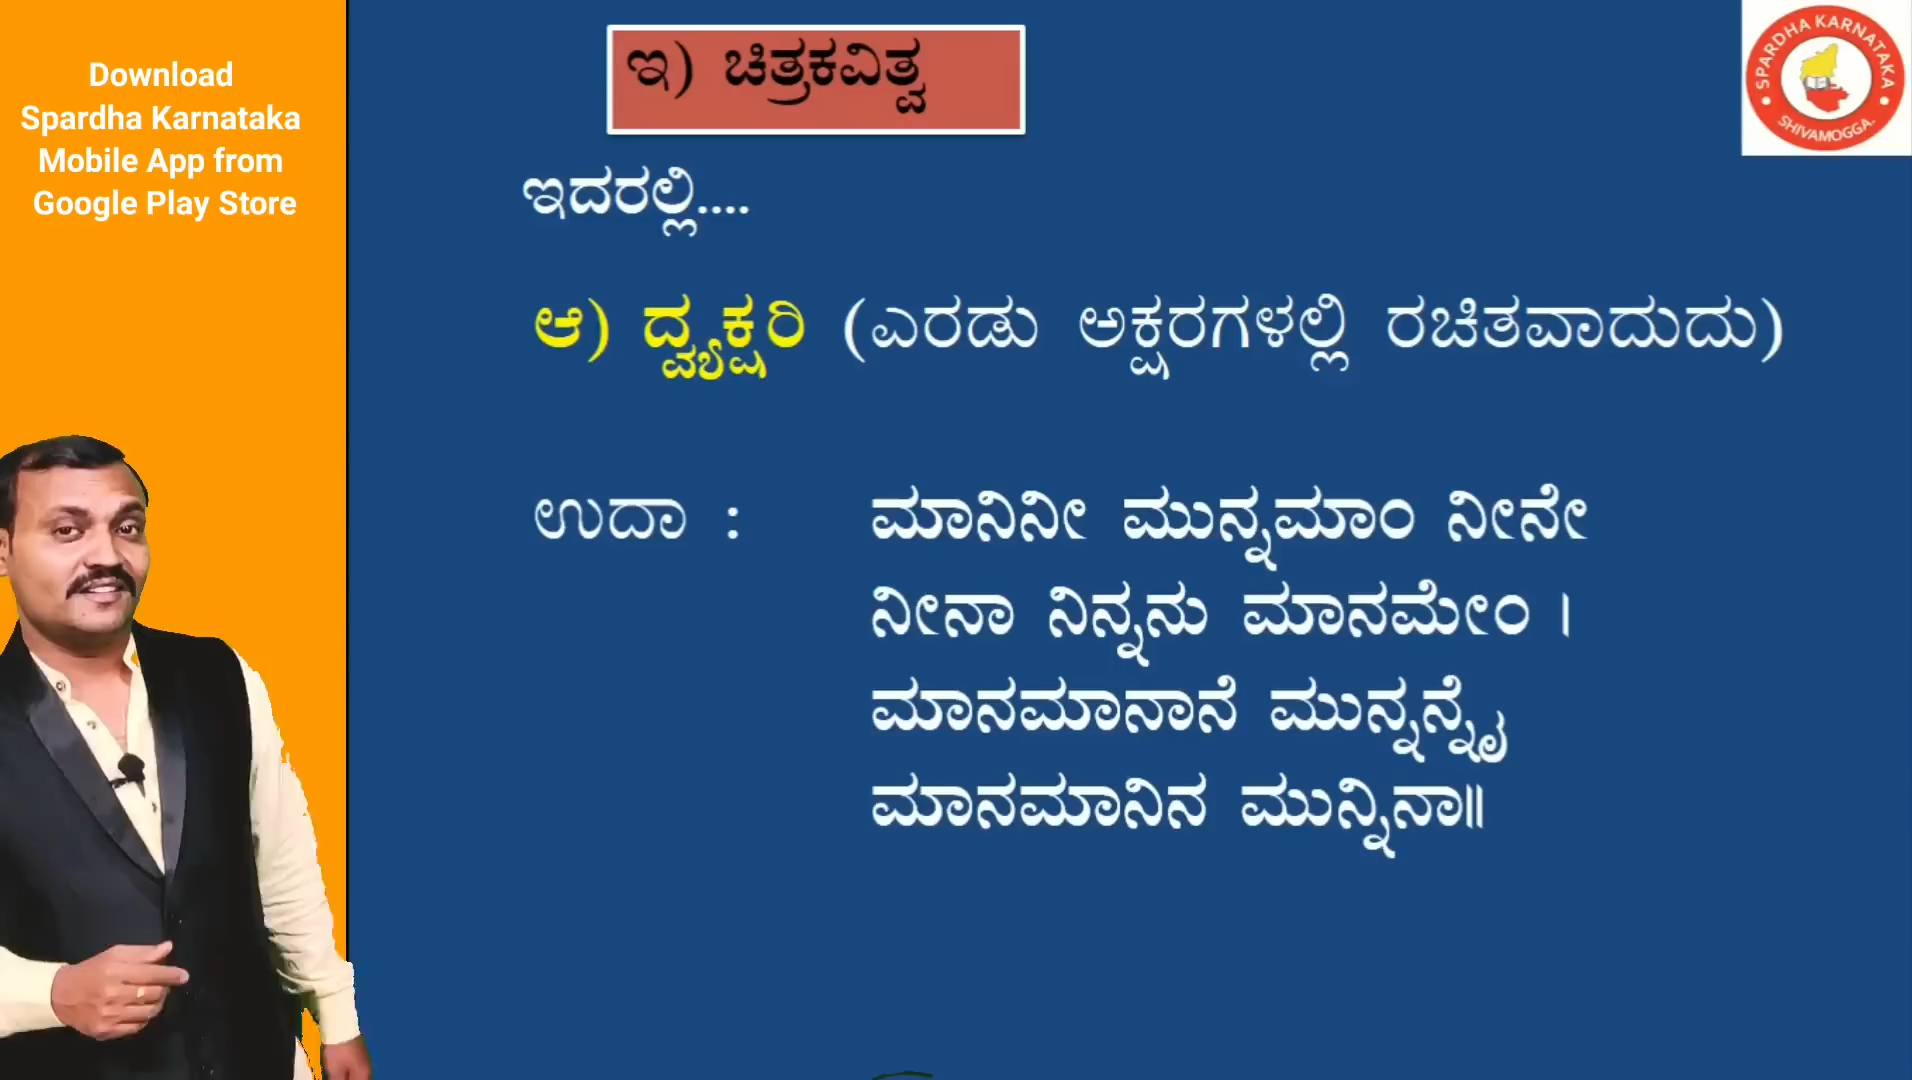 Download
Spardha Karnataka
Mobile App from
Google Play Store
ಇ) ಚಿತ್ರಕವಿತ್ವ
SPARDHA KARNATAKA
SHIVAMOGGA.
ಇದರಲ್ಲಿ....
ಆ) ದ್ವ್ಯಕ್ಷರಿ (ಎರಡು ಅಕ್ಷರಗಳಲ್ಲಿ ರಚಿತವಾದುದು)
ಉದಾ : ಮಾನಿನೀ ಮುನ್ನಮಾಂ ನೀನೇ
ನೀನಾ ನಿನ್ನನು ಮಾನಮೇಂ ।
ಮಾನಮಾನಾನೆ ಮುನ್ನನ್ನೈ
ಮಾನಮಾನಿನ ಮುನ್ನಿನಾ॥